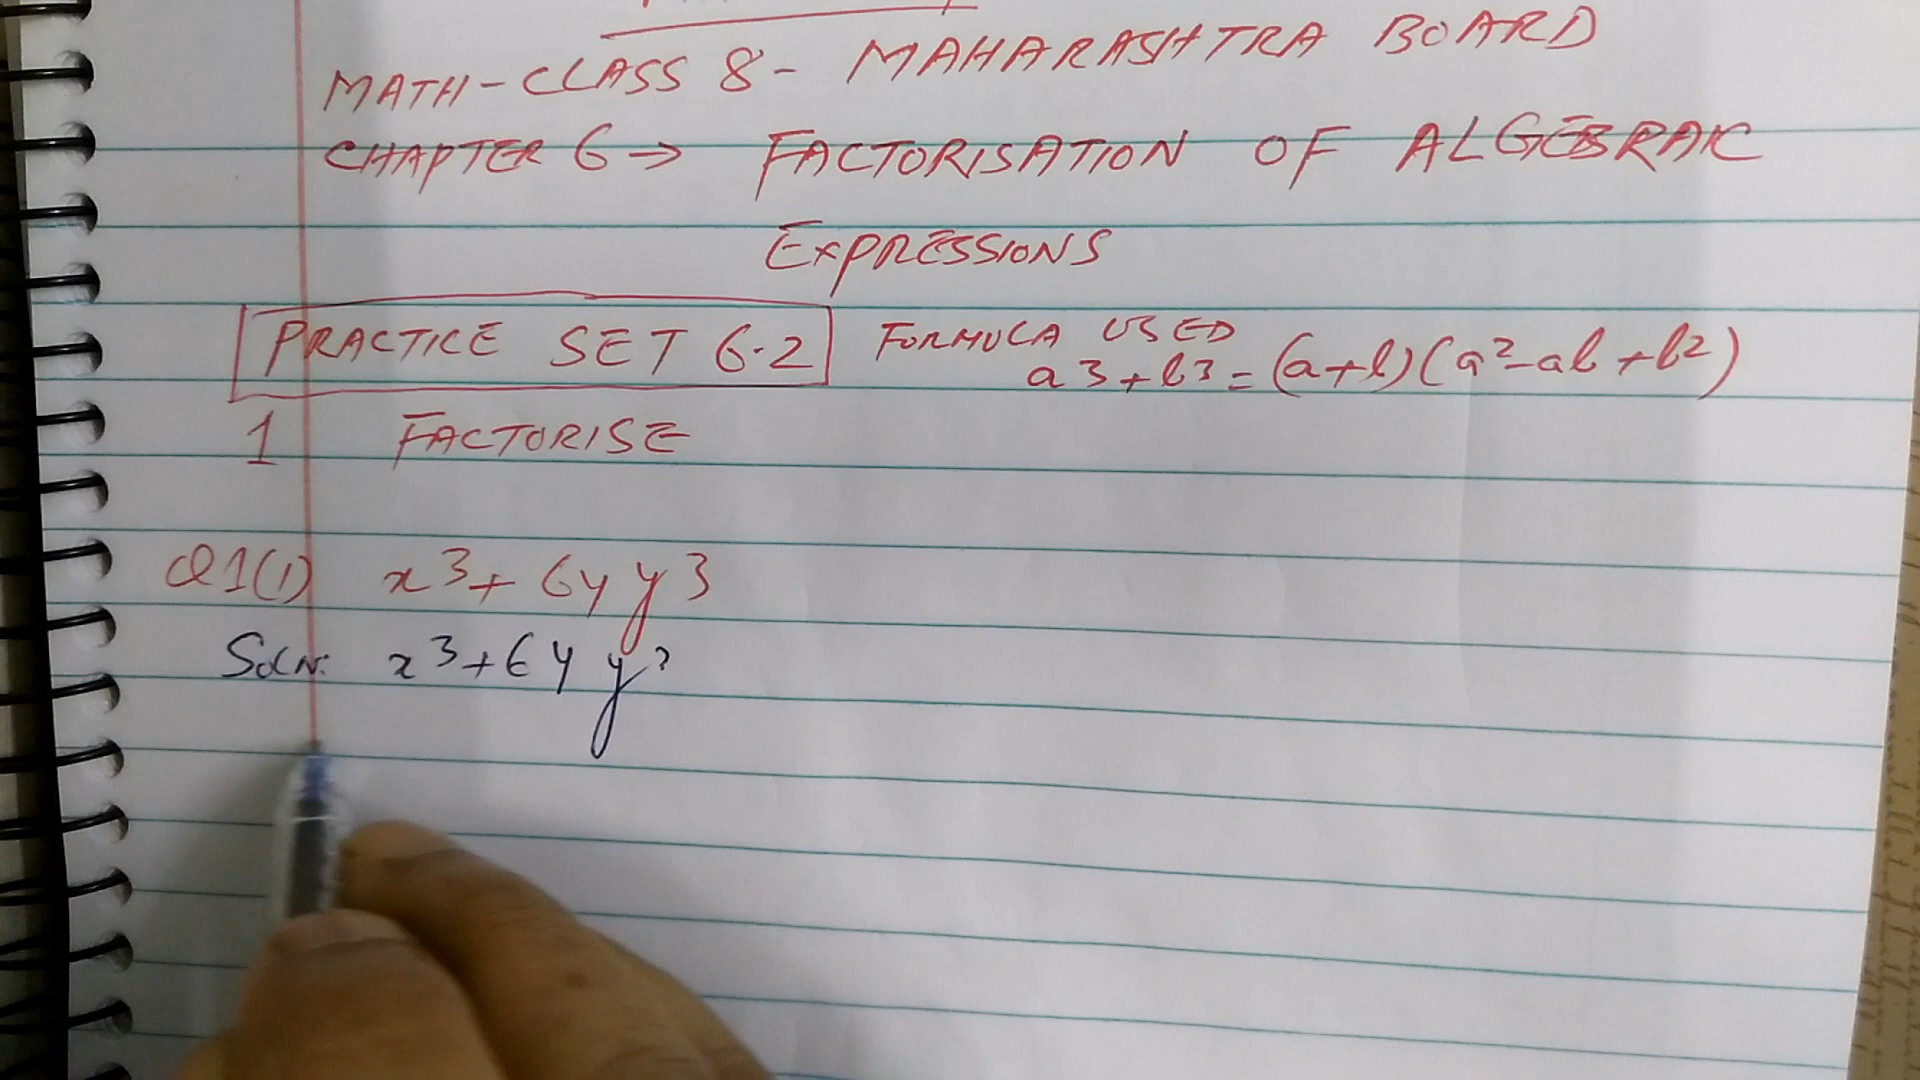 MATH-CLASS 8- MAHARASHTRA BOARD
CHAPTER 6 → FACTORISATION OF ALGEBRAIC
EXPRESSIONS
PRACTICE SET 6.2 FORMULA USED
a3+b3=(a+b)(a²-ab+b²)
1 FACTORISE
Q1(1) x³+64y3
Soln: x³+64y³